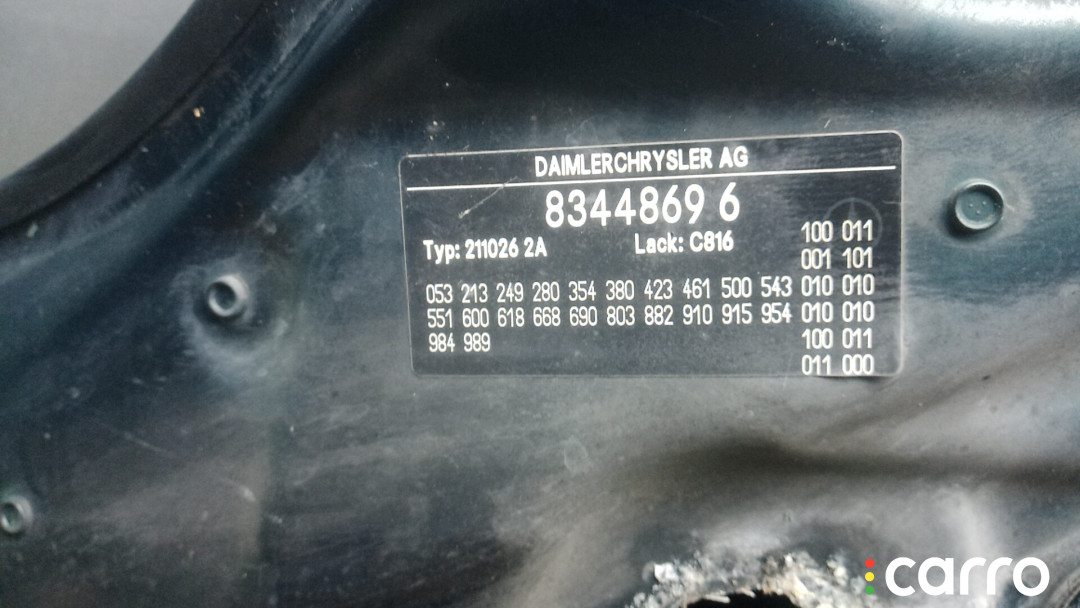 DAIMLERCHRYSLER AG
8344869 6
Typ: 211026 2A Lack: C816
100 011
001 101
053 213 249 280 354 380 423 461 500 543 010 010
551 600 618 668 690 803 882 910 915 954 010 010
984 989 100 011
011 000
carro